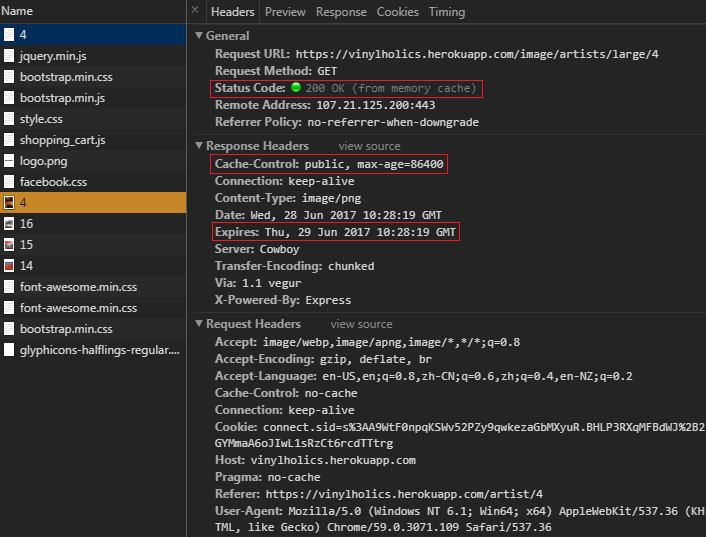 Name
4
jquery.min.js
bootstrap.min.css
bootstrap.min.js
style.css
shopping_cart.js
logo.png
facebook.css
4
16
15
14
font-awesome.min.css
font-awesome.min.css
bootstrap.min.css
glyphicons-halflings-regular....
× Headers Preview Response Cookies Timing
▼ General
Request URL: https://vinylholics.herokuapp.com/image/artists/large/4
Request Method: GET
Status Code: 200 OK (from memory cache)
Remote Address: 107.21.125.200:443
Referrer Policy: no-referrer-when-downgrade
▼ Response Headers view source
Cache-Control: public, max-age=86400
Connection: keep-alive
Content-Type: image/png
Date: Wed, 28 Jun 2017 10:28:19 GMT
Expires: Thu, 29 Jun 2017 10:28:19 GMT
Server: Cowboy
Transfer-Encoding: chunked
Via: 1.1 vegur
X-Powered-By: Express
▼ Request Headers view source
Accept: image/webp,image/apng,image/*,*/*;q=0.8
Accept-Encoding: gzip, deflate, br
Accept-Language: en-US,en;q=0.8,zh-CN;q=0.6,zh;q=0.4,en-NZ;q=0.2
Cache-Control: no-cache
Connection: keep-alive
Cookie: connect.sid=s%3AA9WtF0npqKSWv52PZy9qwkezaGbMXyuR.BHLP3RXqMFBdWJ%2B2
GYMmaA6oJIwL1sRzCt6rcdTTtrg
Host: vinylholics.herokuapp.com
Pragma: no-cache
Referer: https://vinylholics.herokuapp.com/artist/4
User-Agent: Mozilla/5.0 (Windows NT 6.1; Win64; x64) AppleWebKit/537.36 (KH
TML, like Gecko) Chrome/59.0.3071.109 Safari/537.36